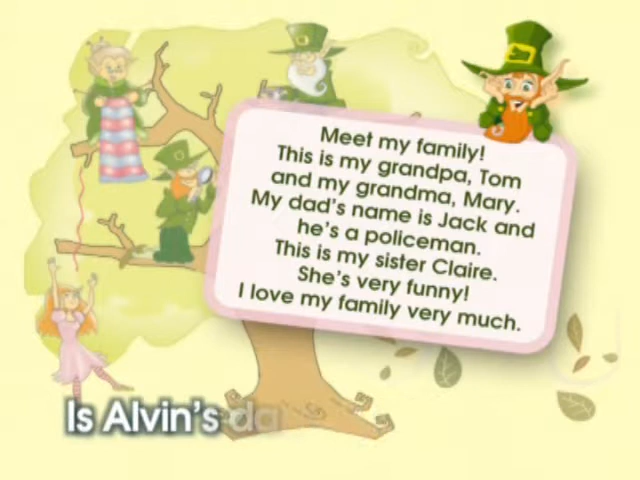 Meet my family!
This is my grandpa, Tom
and my grandma, Mary.
My dad's name is Jack and
he's a policeman.
This is my sister Claire.
She's very funny!
I love my family very much.
Is Alvin's da